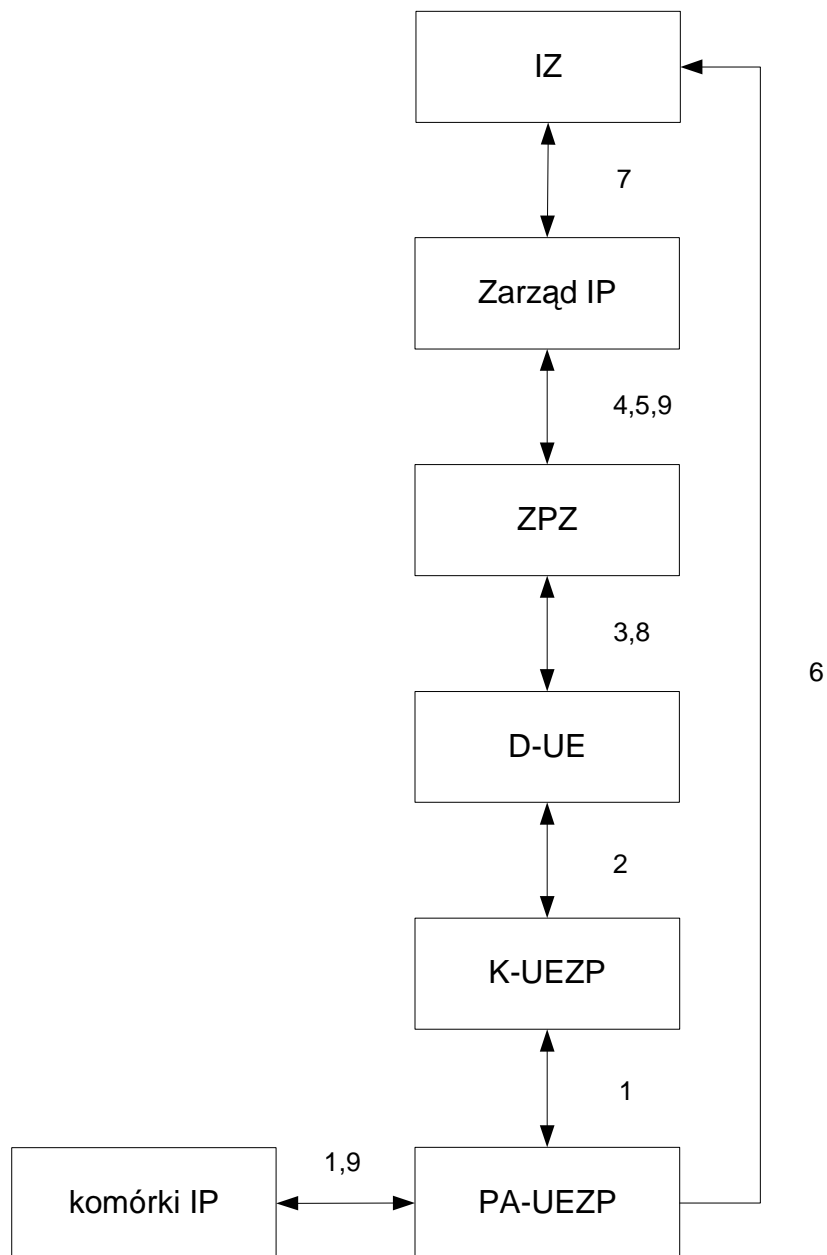 IZ
7
Zarząd IP
4,5,9
ZPZ
3,8
6
D-UE
2
K-UEZP
1
1,9
komórki IP
PA-UEZP